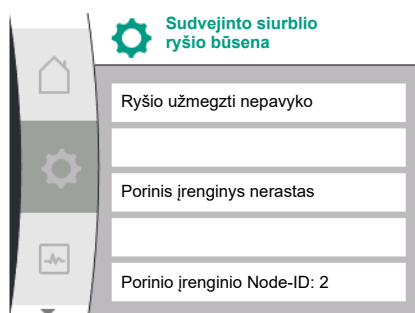 Sudvejinto siurblio
ryšio būsena
Ryšio užmegzti nepavyko
Porinis įrenginys nerastas
Porinio įrenginio Node-ID: 2